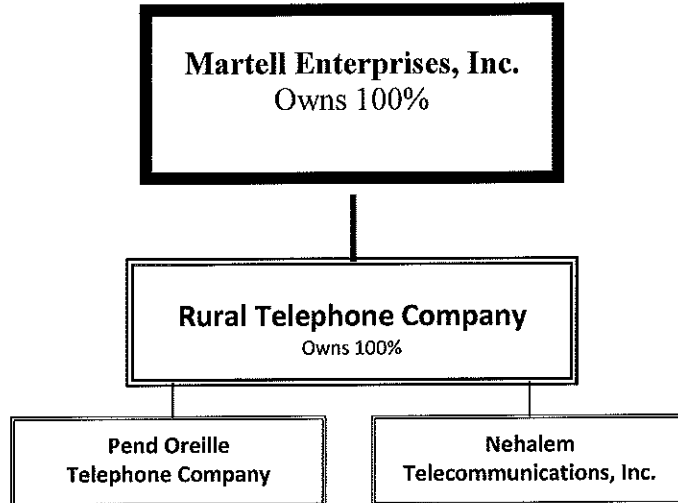 Martell Enterprises, Inc.
Owns 100%
Rural Telephone Company
Owns 100%
Pend Oreille
Telephone Company
Nehalem
Telecommunications, Inc.